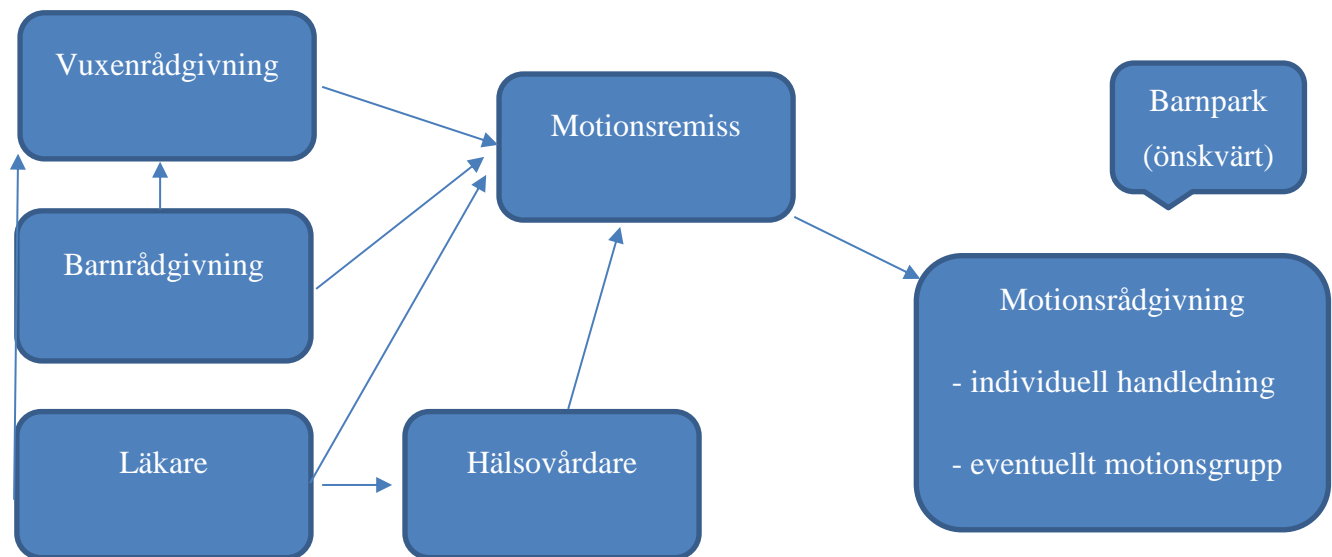 Vuxenrådgivning
Motionsremiss
Barnpark
(önskvärt)
Barnrådgivning
Motionsrådgivning
- individuell handledning
- eventuellt motionsgrupp
Läkare
Hälsovårdare